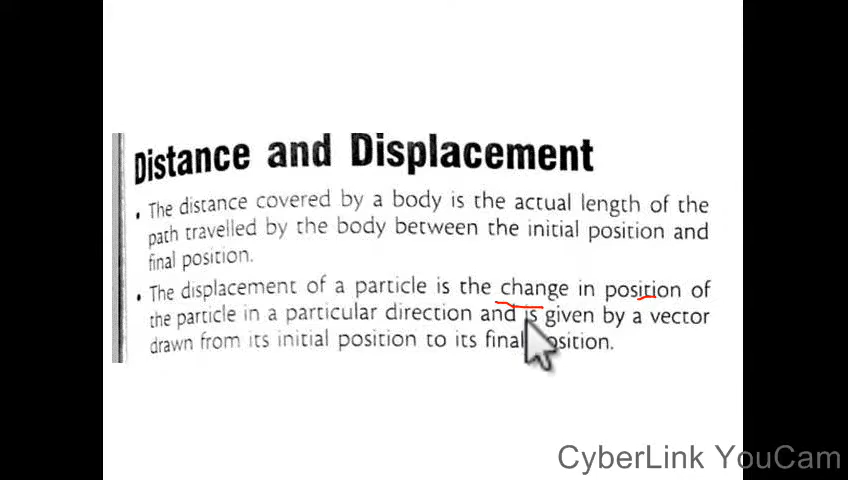 Distance and Displacement
• The distance covered by a body is the actual length of the
path travelled by the body between the initial position and
final position.
• The displacement of a particle is the change in position of
the particle in a particular direction and is given by a vector
drawn from its initial position to its final position.
CyberLink YouCam